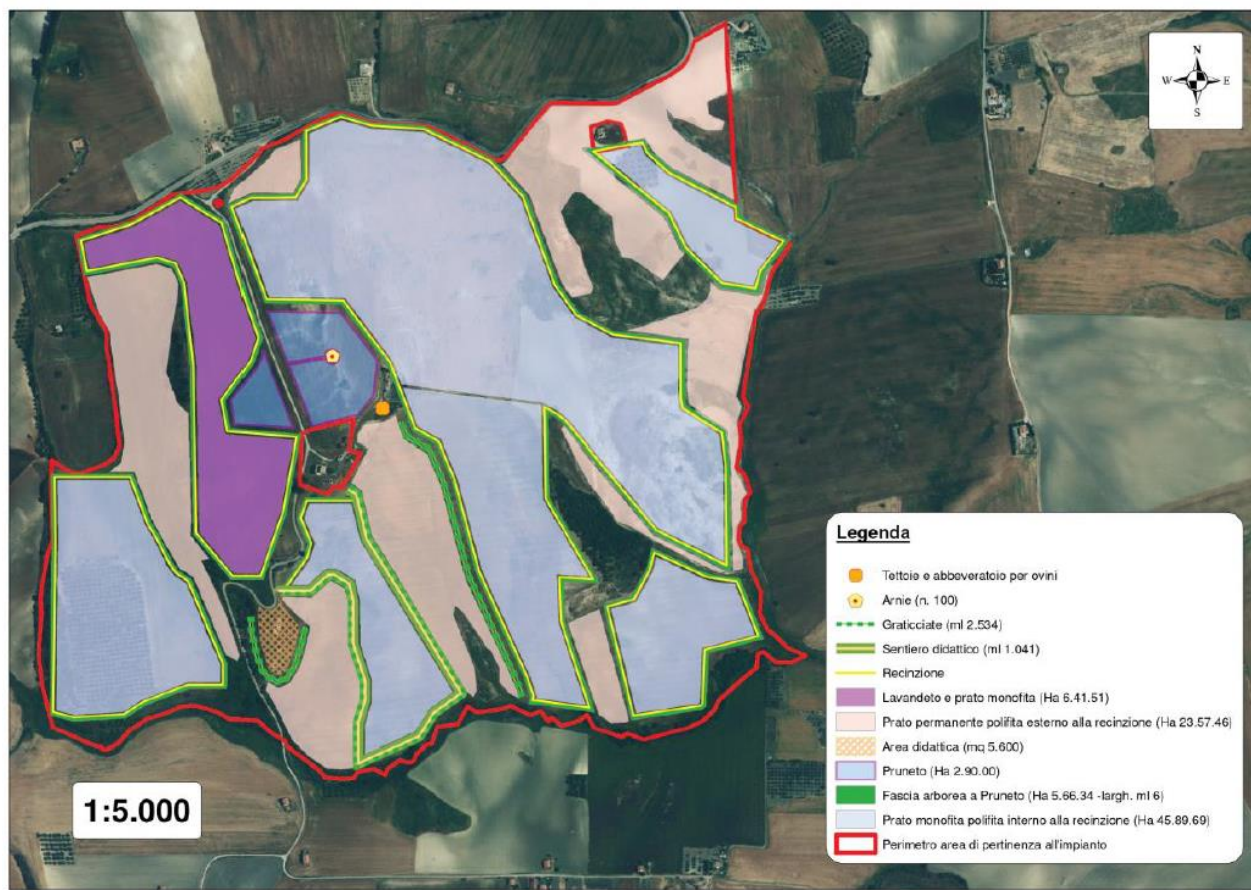 N
W E
S
Legenda
Tettoie e abbeveratoio per ovini
Arnie (n. 100)
Graticciate (ml 2.534)
Sentiero didattico (ml 1.041)
Recinzione
Lavandeto e prato monofita (Ha 6.41.51)
Prato permanente polifita esterno alla recinzione (Ha 23.57.46)
Area didattica (mq 5.600)
Pruneto (Ha 2.90.00)
Fascia arborea a Pruneto (Ha 5.66.34 -largh. ml 6)
Prato monofita polifita interno alla recinzione (Ha 45.89.69)
Perimetro area di pertinenza all'impianto
1:5.000